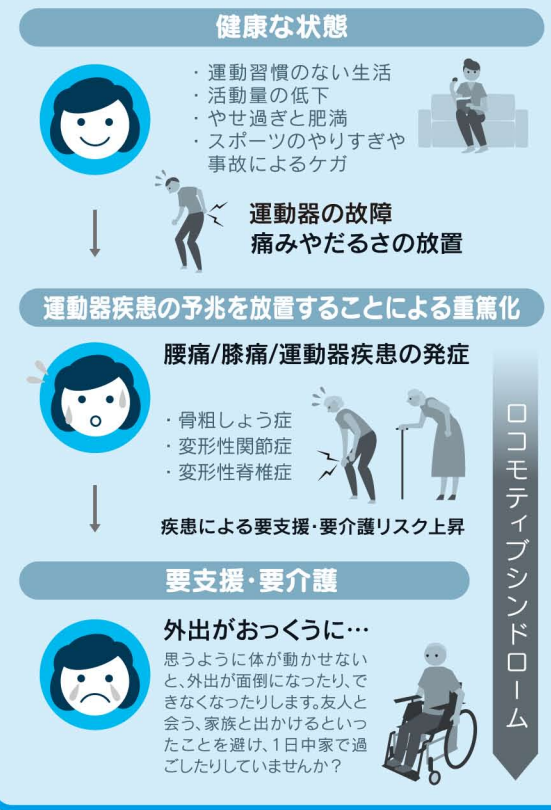 健康な状態
・運動習慣のない生活
・活動量の低下
・やせ過ぎと肥満
・スポーツのやりすぎや
事故によるケガ
運動器の故障
痛みやだるさの放置
運動器疾患の予兆を放置することによる重篤化
腰痛/膝痛/運動器疾患の発症
・骨粗しょう症
・変形性関節症
・変形性脊椎症
疾患による要支援・要介護リスク上昇
ロコモティブシンドローム
要支援・要介護
外出がおっくうに…
思うように体が動かせない
と、外出が面倒になったり、で
きなくなったりします。友人と
会う、家族と出かけるといっ
たことを避け、1日中家で過
ごしたりしていませんか？